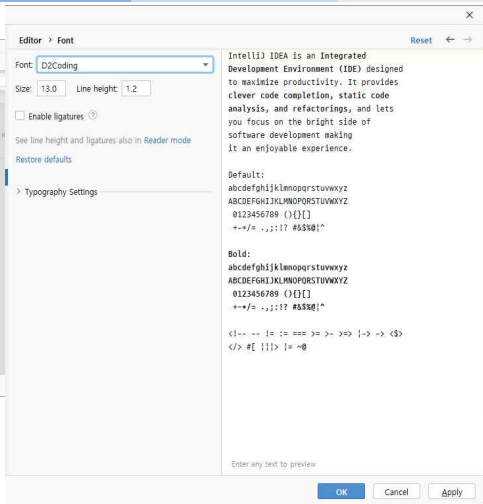 Editor › Font
Reset ← →
Font: D2Coding
Size: 13.0 Line height: 1.2
Enable ligatures ?
See line height and ligatures also in Reader mode
Restore defaults
> Typography Settings
IntelliJ IDEA is an Integrated
Development Environment (IDE) designed
to maximize productivity. It provides
clever code completion, static code
analysis, and refactorings, and lets
you focus on the bright side of
software development making
it an enjoyable experience.
Default:
abcdefghijklmnopqrstuvwxyz
ABCDEFGHIJKLMNOPQRSTUVWXYZ
0123456789 (){}[]
+-*/= .,;:!? #&$%@|^
Bold:
abcdefghijklmnopqrstuvwxyz
ABCDEFGHIJKLMNOPQRSTUVWXYZ
0123456789 (){}[]
+-*/= .,;:!? #&$%@|^
<!-- -- != := === >= >- >=> |-> -> <$>
</> #[ |||> |= ~@
Enter any text to preview
OK Cancel Apply